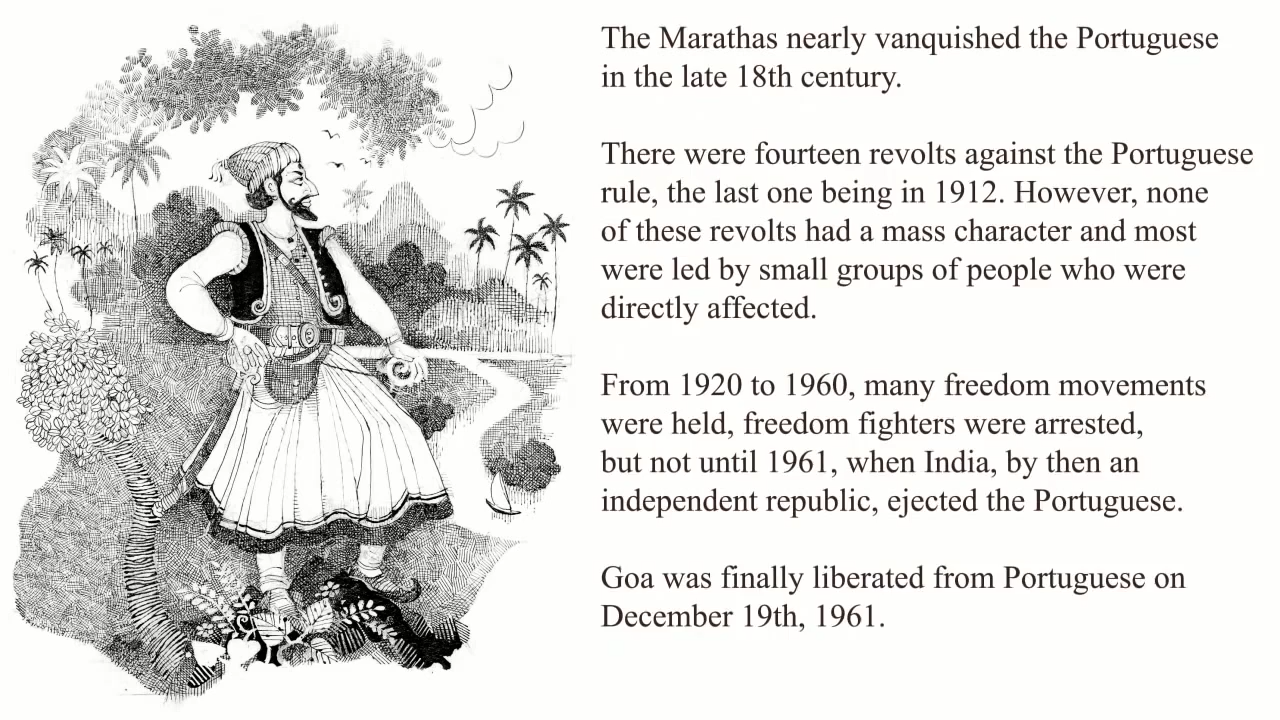 The Marathas nearly vanquished the Portuguese
in the late 18th century.
There were fourteen revolts against the Portuguese
rule, the last one being in 1912. However, none
of these revolts had a mass character and most
were led by small groups of people who were
directly affected.
From 1920 to 1960, many freedom movements
were held, freedom fighters were arrested,
but not until 1961, when India, by then an
independent republic, ejected the Portuguese.
Goa was finally liberated from Portuguese on
December 19th, 1961.